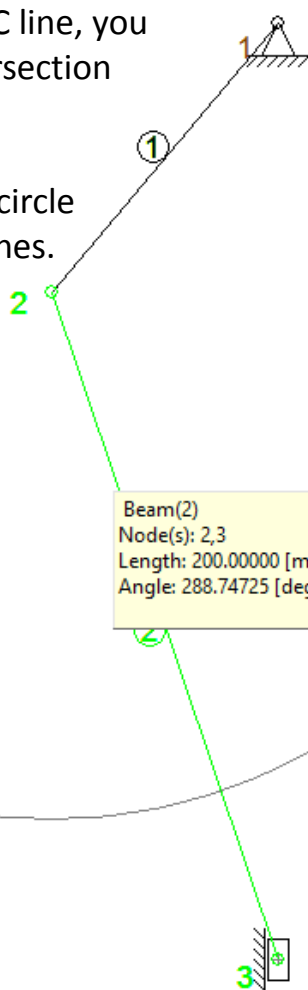 C line, you
rsection
1
1
circle
nes.
2
Beam(2)
Node(s): 2,3
Length: 200.00000 [m
Angle: 288.74725 [deg
2
3